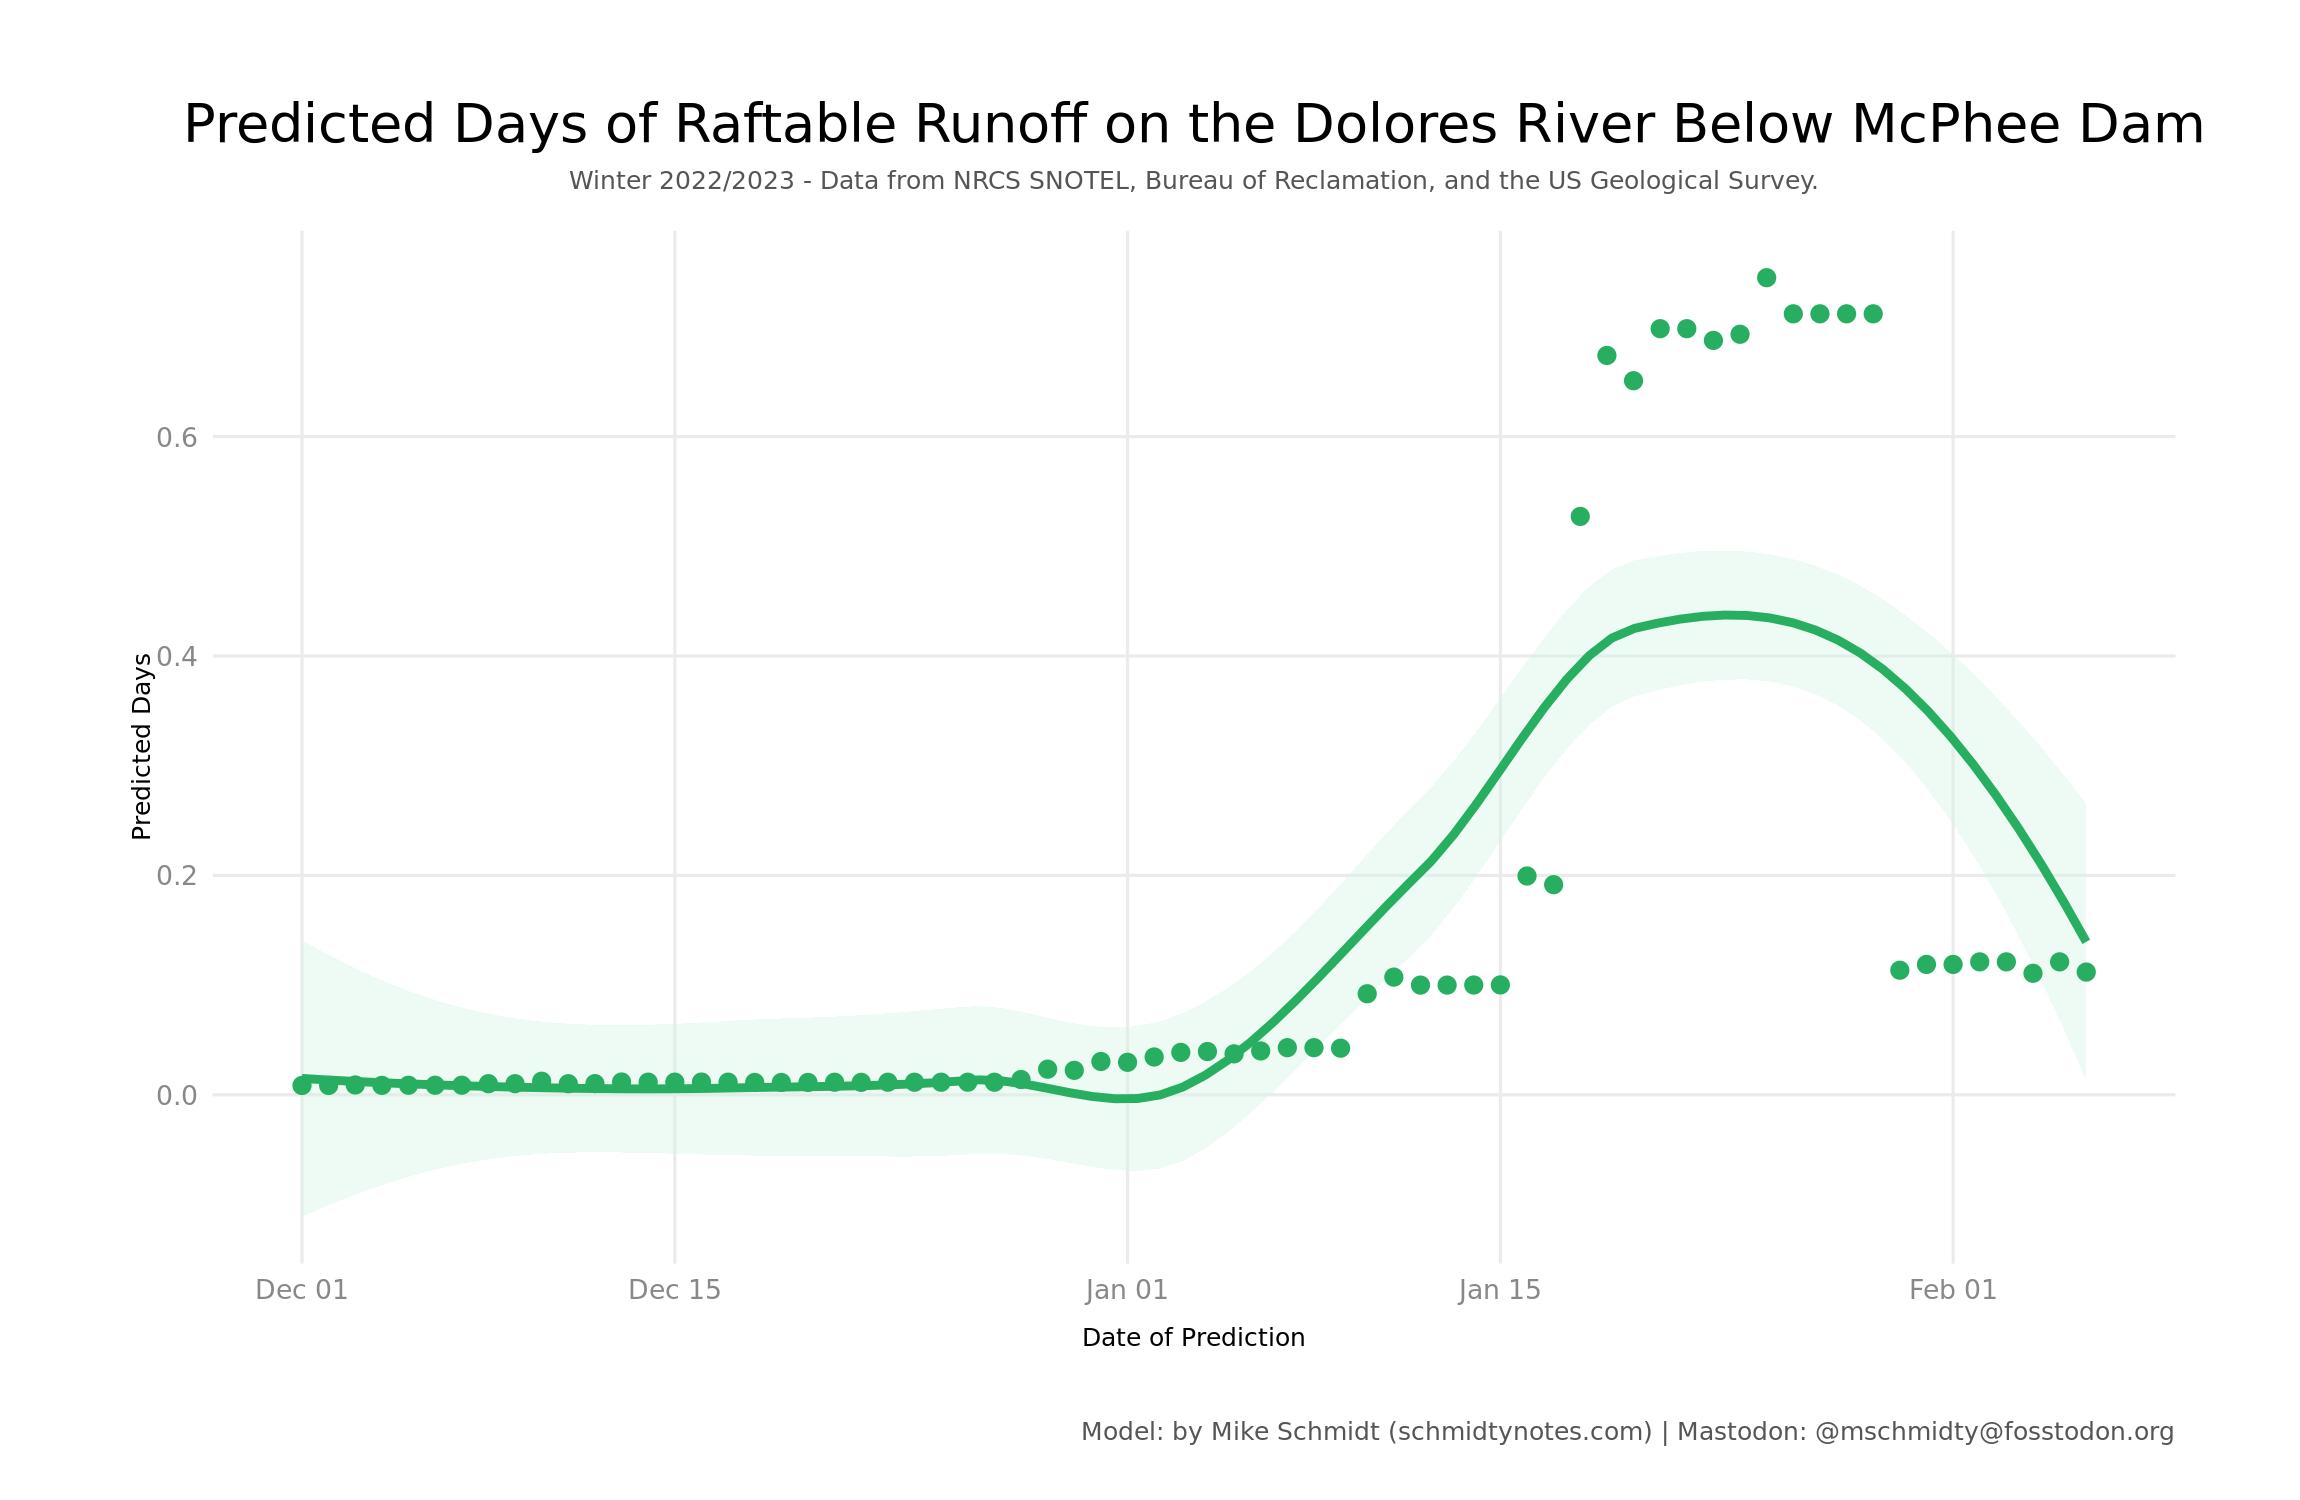 Predicted Days of Raftable Runoff on the Dolores River Below McPhee Dam
Winter 2022/2023 - Data from NRCS SNOTEL, Bureau of Reclamation, and the US Geological Survey.
Predicted Days
0.6
0.4
0.2
0.0
Dec 01
Dec 15
Jan 01
Jan 15
Feb 01
Date of Prediction
Model: by Mike Schmidt (schmidtynotes.com) | Mastodon: @mschmidty@fosstodon.org